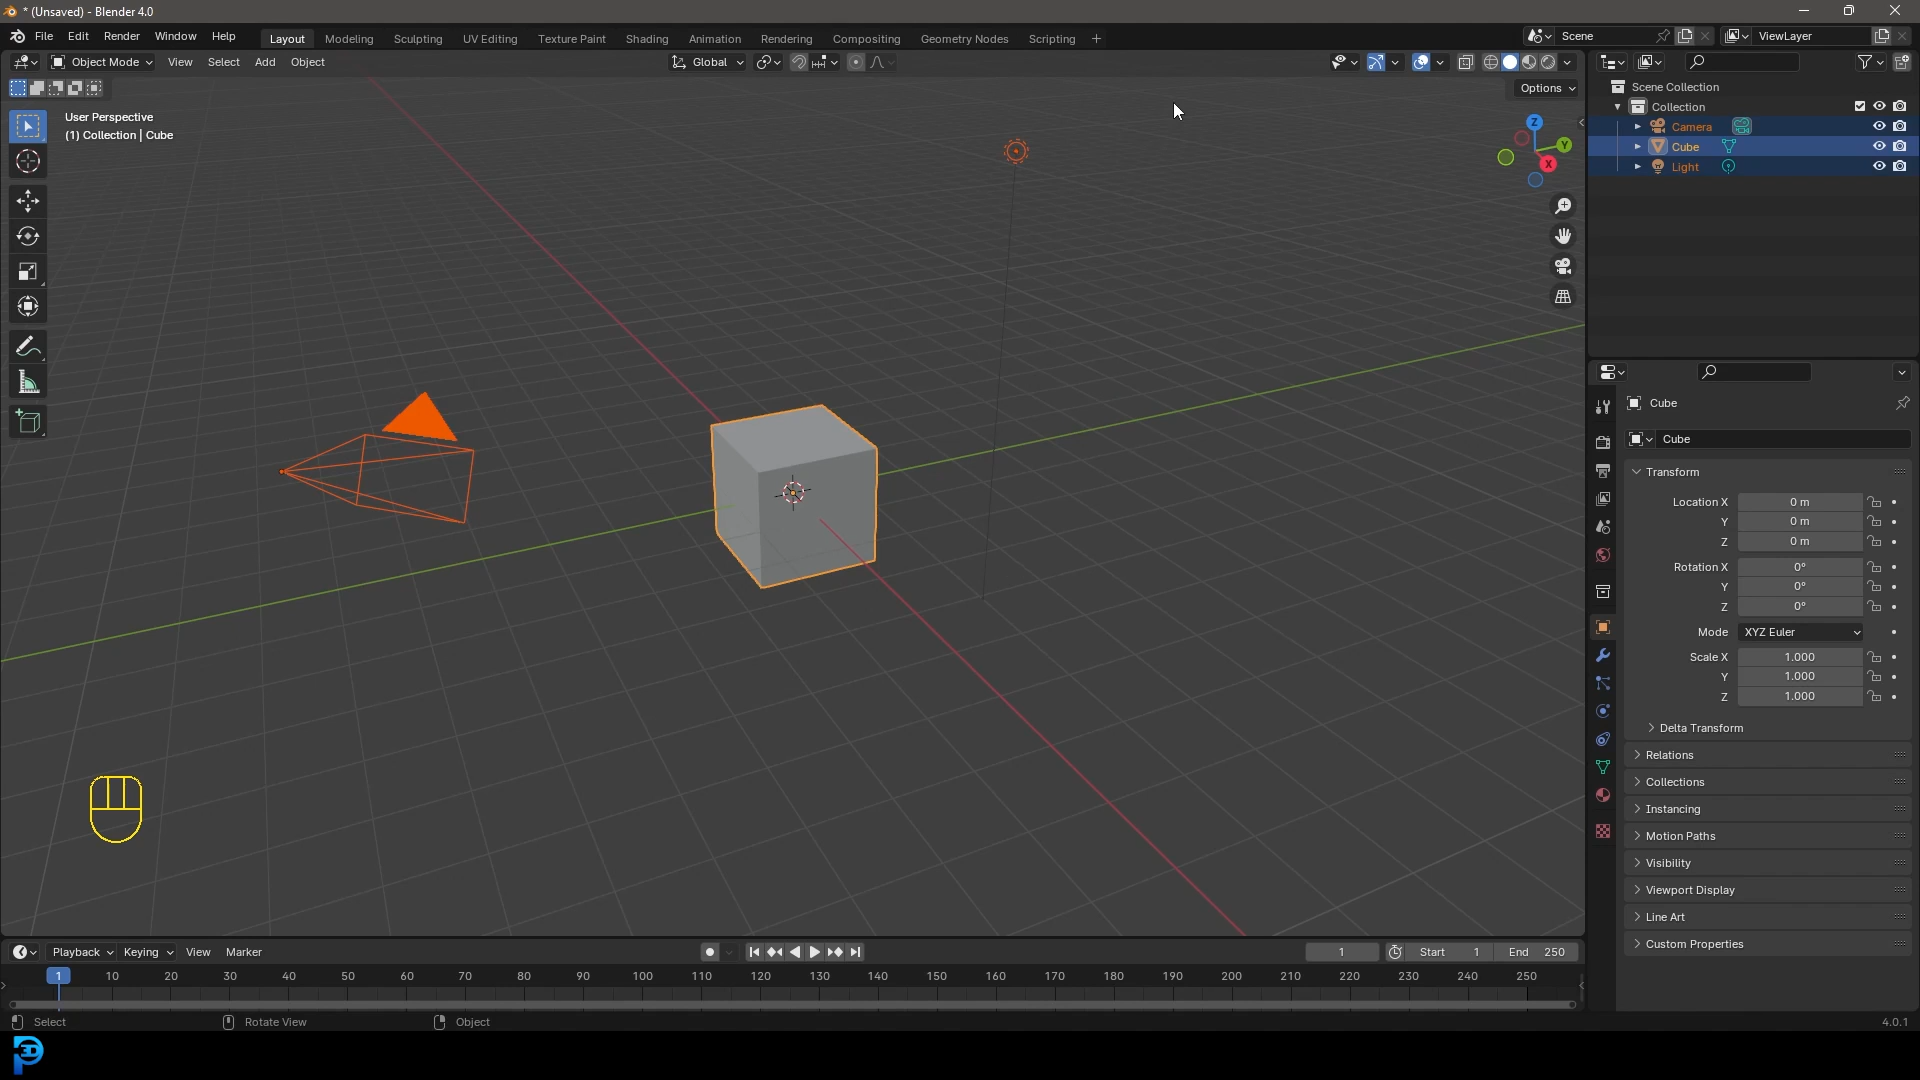 * (Unsaved) - Blender 4.0
File Edit Render Window Help Layout Modeling Sculpting UV Editing Texture Paint Shading Animation Rendering Compositing Geometry Nodes Scripting + Scene ViewLayer
Object Mode View Select Add Object Global
Options
User Perspective
(1) Collection | Cube
Z
Y
X
Scene Collection
Collection
Camera
Cube
Light
Cube
Cube
Transform
Location X 0 m
Y 0 m
Z 0 m
Rotation X 0°
Y 0°
Z 0°
Mode XYZ Euler
Scale X 1.000
Y 1.000
Z 1.000
Delta Transform
Relations
Collections
Instancing
Motion Paths
Visibility
Viewport Display
Line Art
Custom Properties
Playback Keying View Marker 1 Start 1 End 250
1 10 20 30 40 50 60 70 80 90 100 110 120 130 140 150 160 170 180 190 200 210 220 230 240 250
Select Rotate View Object 4.0.1
P3D